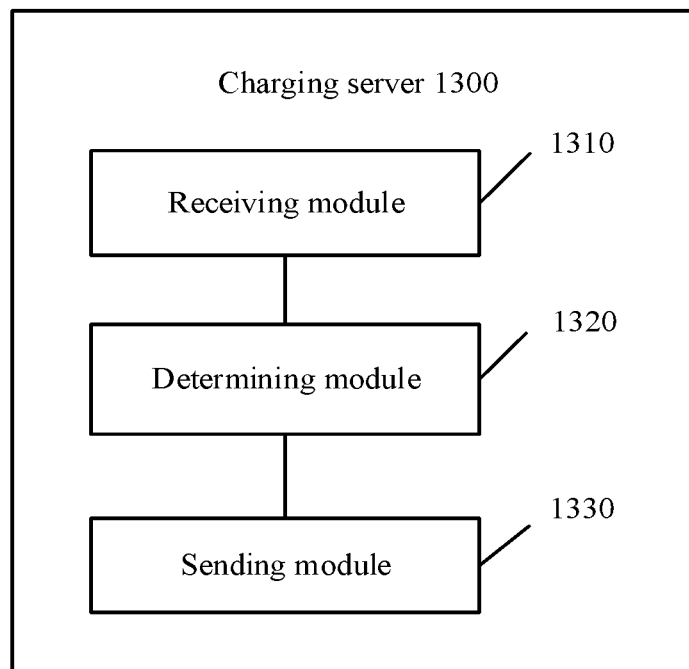 Charging server 1300
1310
Receiving module
1320
Determining module
1330
Sending module